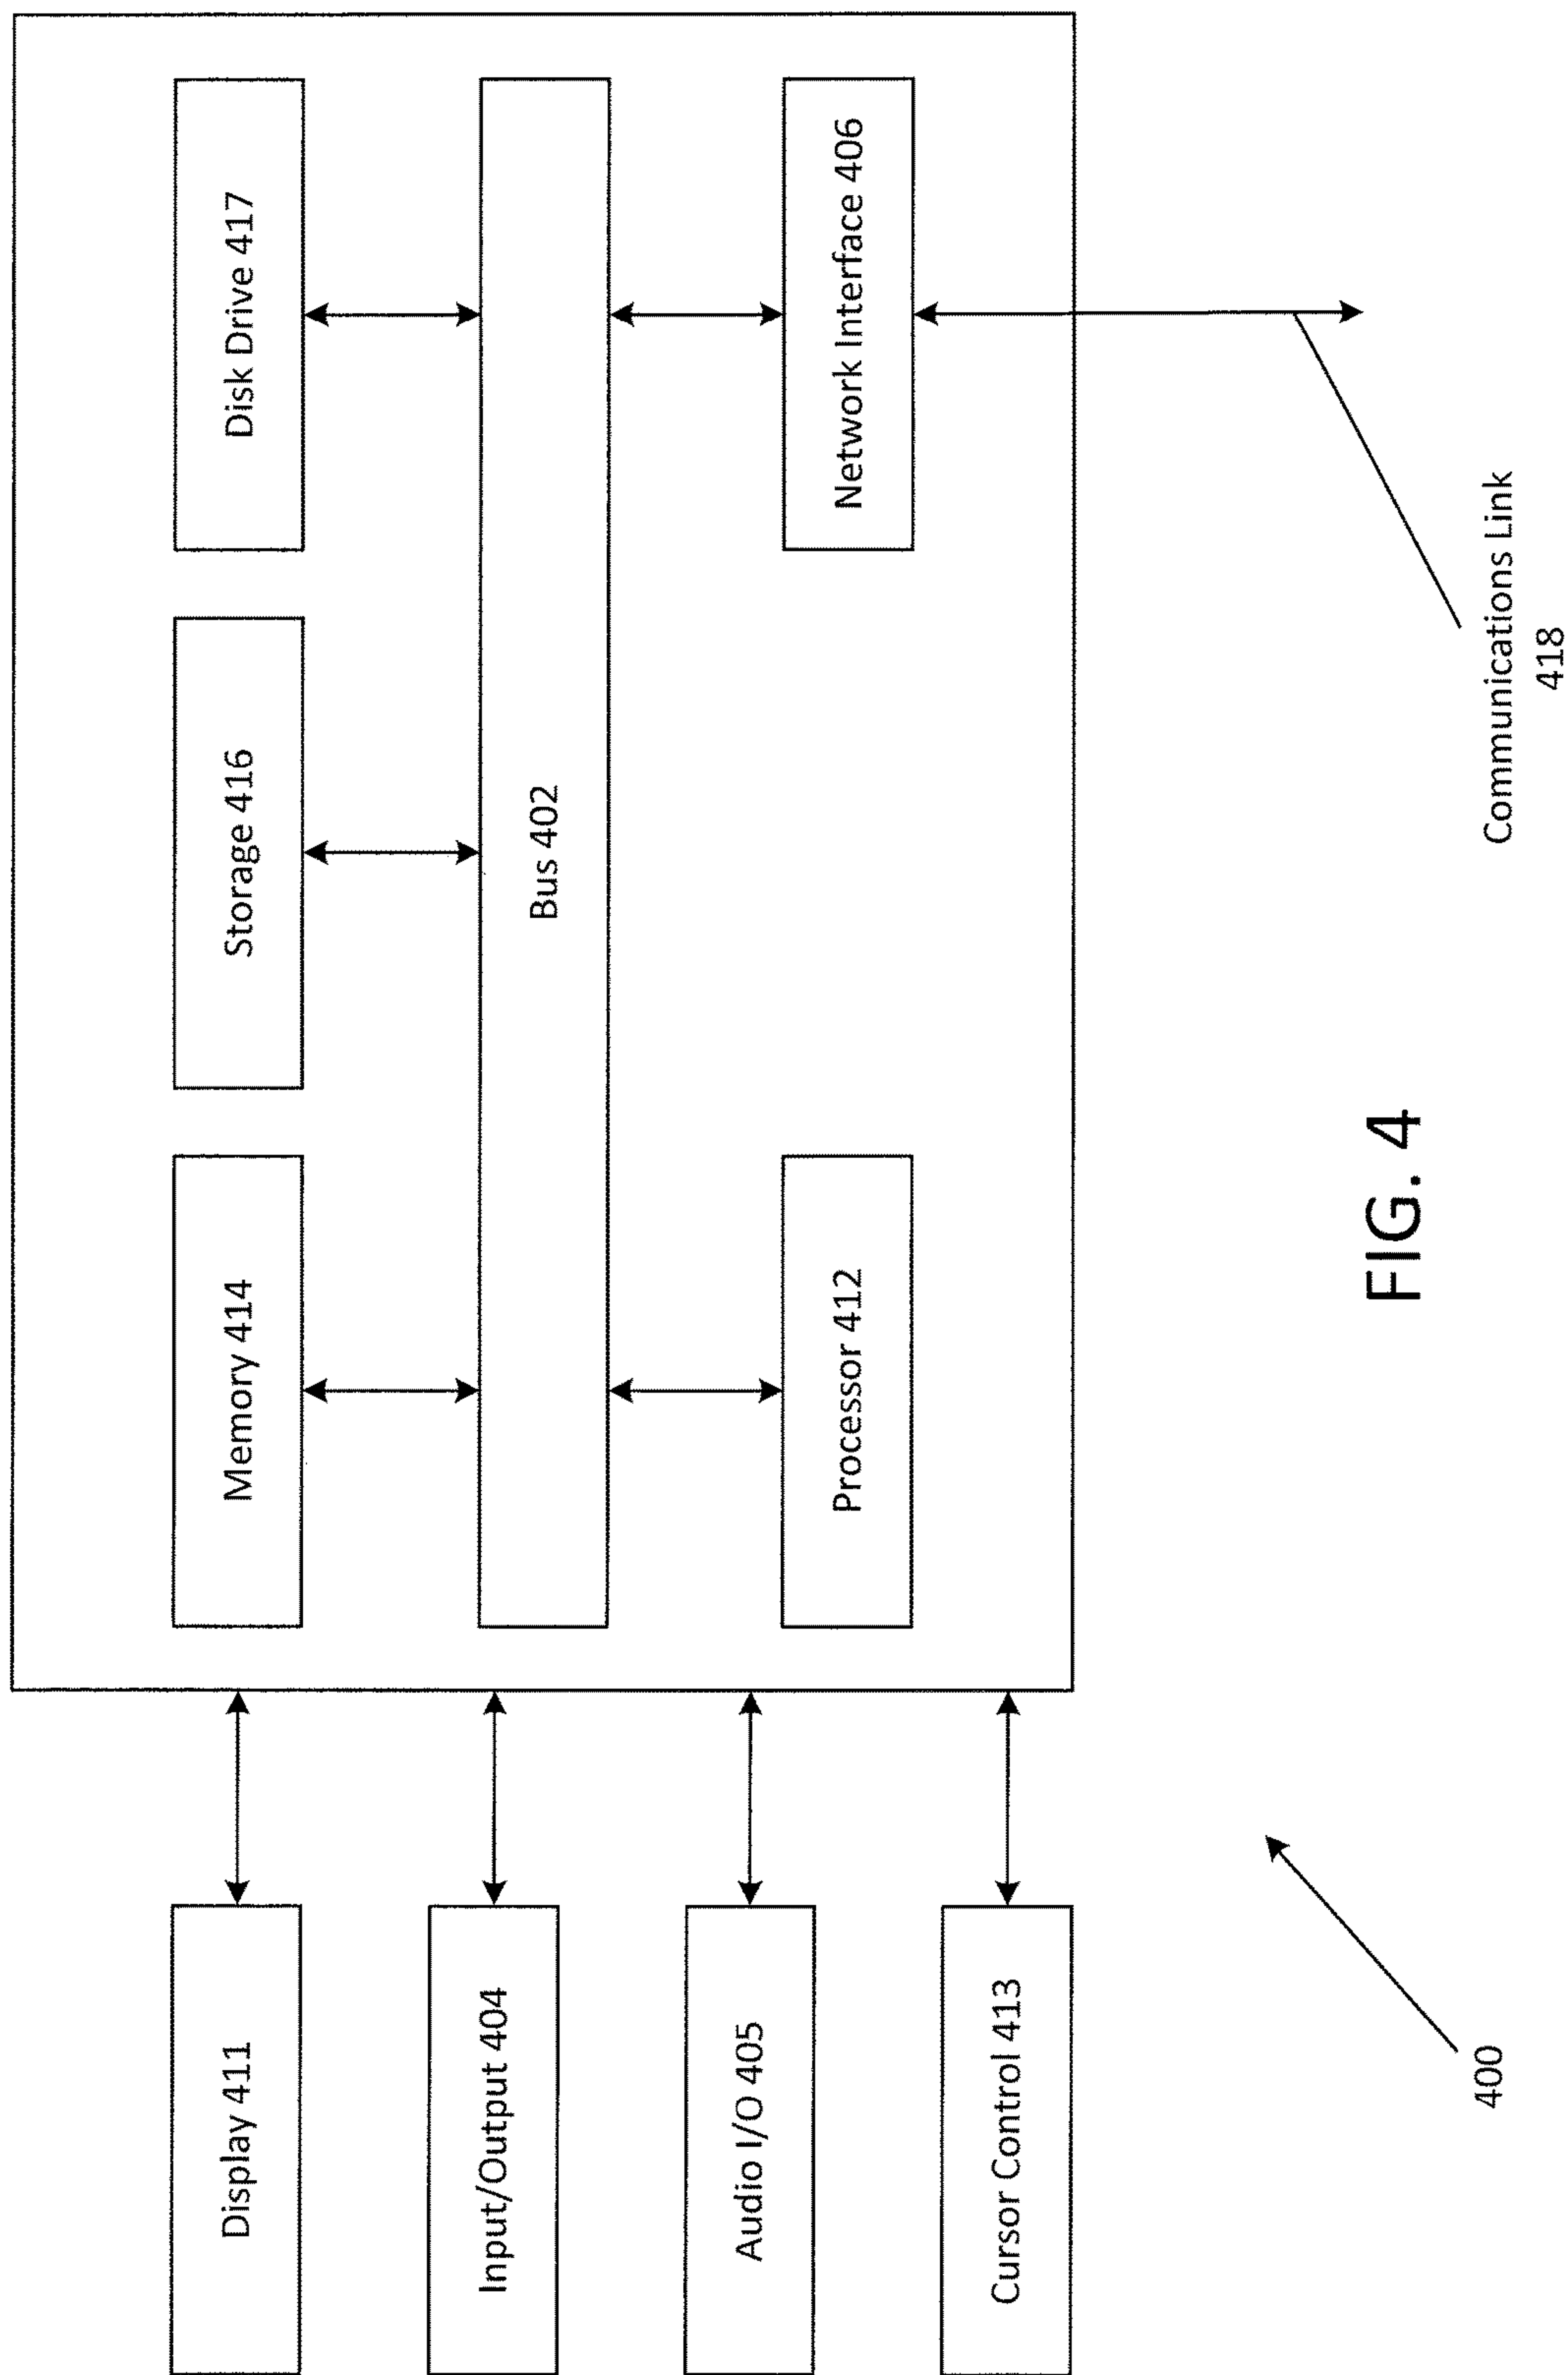 Display 411
Input/Output 404
Audio I/O 405
Cursor Control 413
Memory 414
Storage 416
Disk Drive 417
Bus 402
Processor 412
Network Interface 406
Communications Link
418
400
FIG. 4